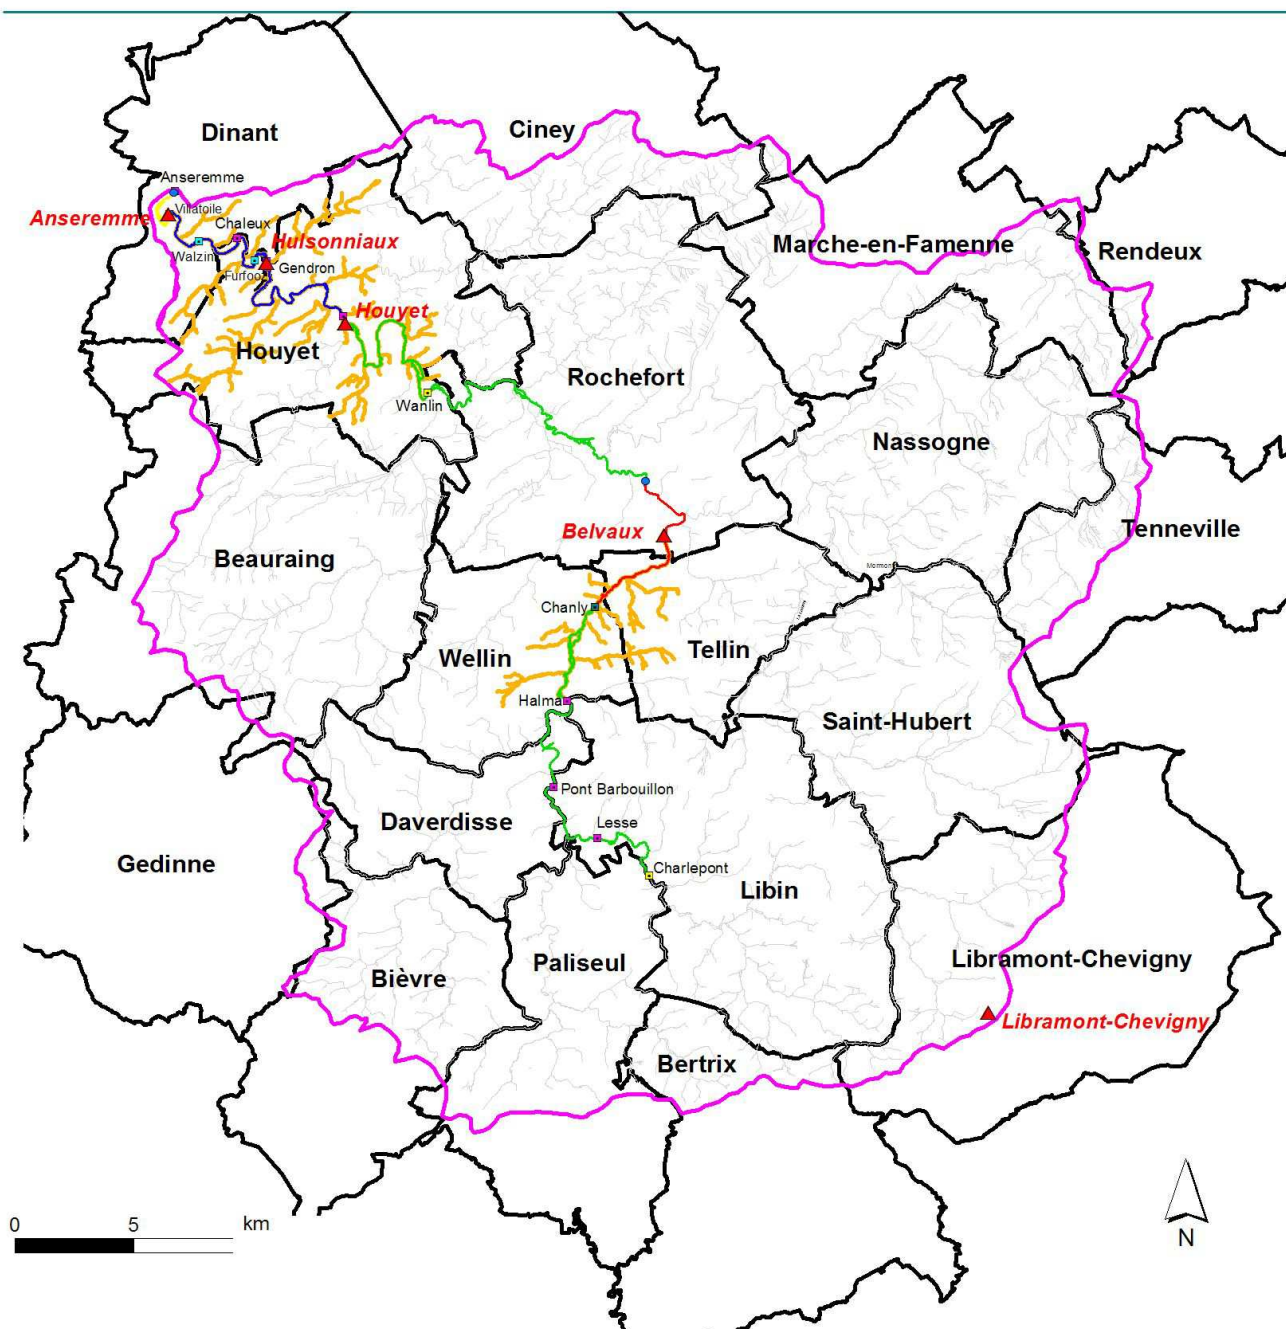 Dinant
Ciney
Anseremme
Anseremme
Villatoile
Chaleux
Hulsonniaux
Walzin
Furfooz
Gendron
Marche-en-Famenne
Rendeux
Houyet
Houyet
Rochefort
Wanlin
Nassogne
Belvaux
Tenneville
Beauraing
Mormont
Chanly
Wellin
Tellin
Halma
Saint-Hubert
Pont Barbouillon
Daverdisse
Lesse
Gedinne
Charlepont
Libin
Paliseul
Libramont-Chevigny
Bièvre
Libramont-Chevigny
Bertrix
0 5 km
N